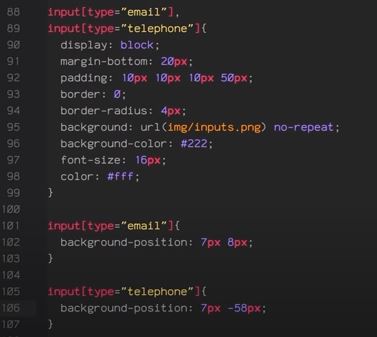 88 input[type="email"],
89 input[type="telephone"]{
90 display: block;
91 margin-bottom: 20px;
92 padding: 10px 10px 10px 50px;
93 border: 0;
94 border-radius: 4px;
95 background: url(img/inputs.png) no-repeat;
96 background-color: #222;
97 font-size: 16px;
98 color: #fff;
99 }
100
101 input[type="email"]{
102 background-position: 7px 8px;
103 }
104
105 input[type="telephone"]{
106 background-position: 7px -58px;
107 }